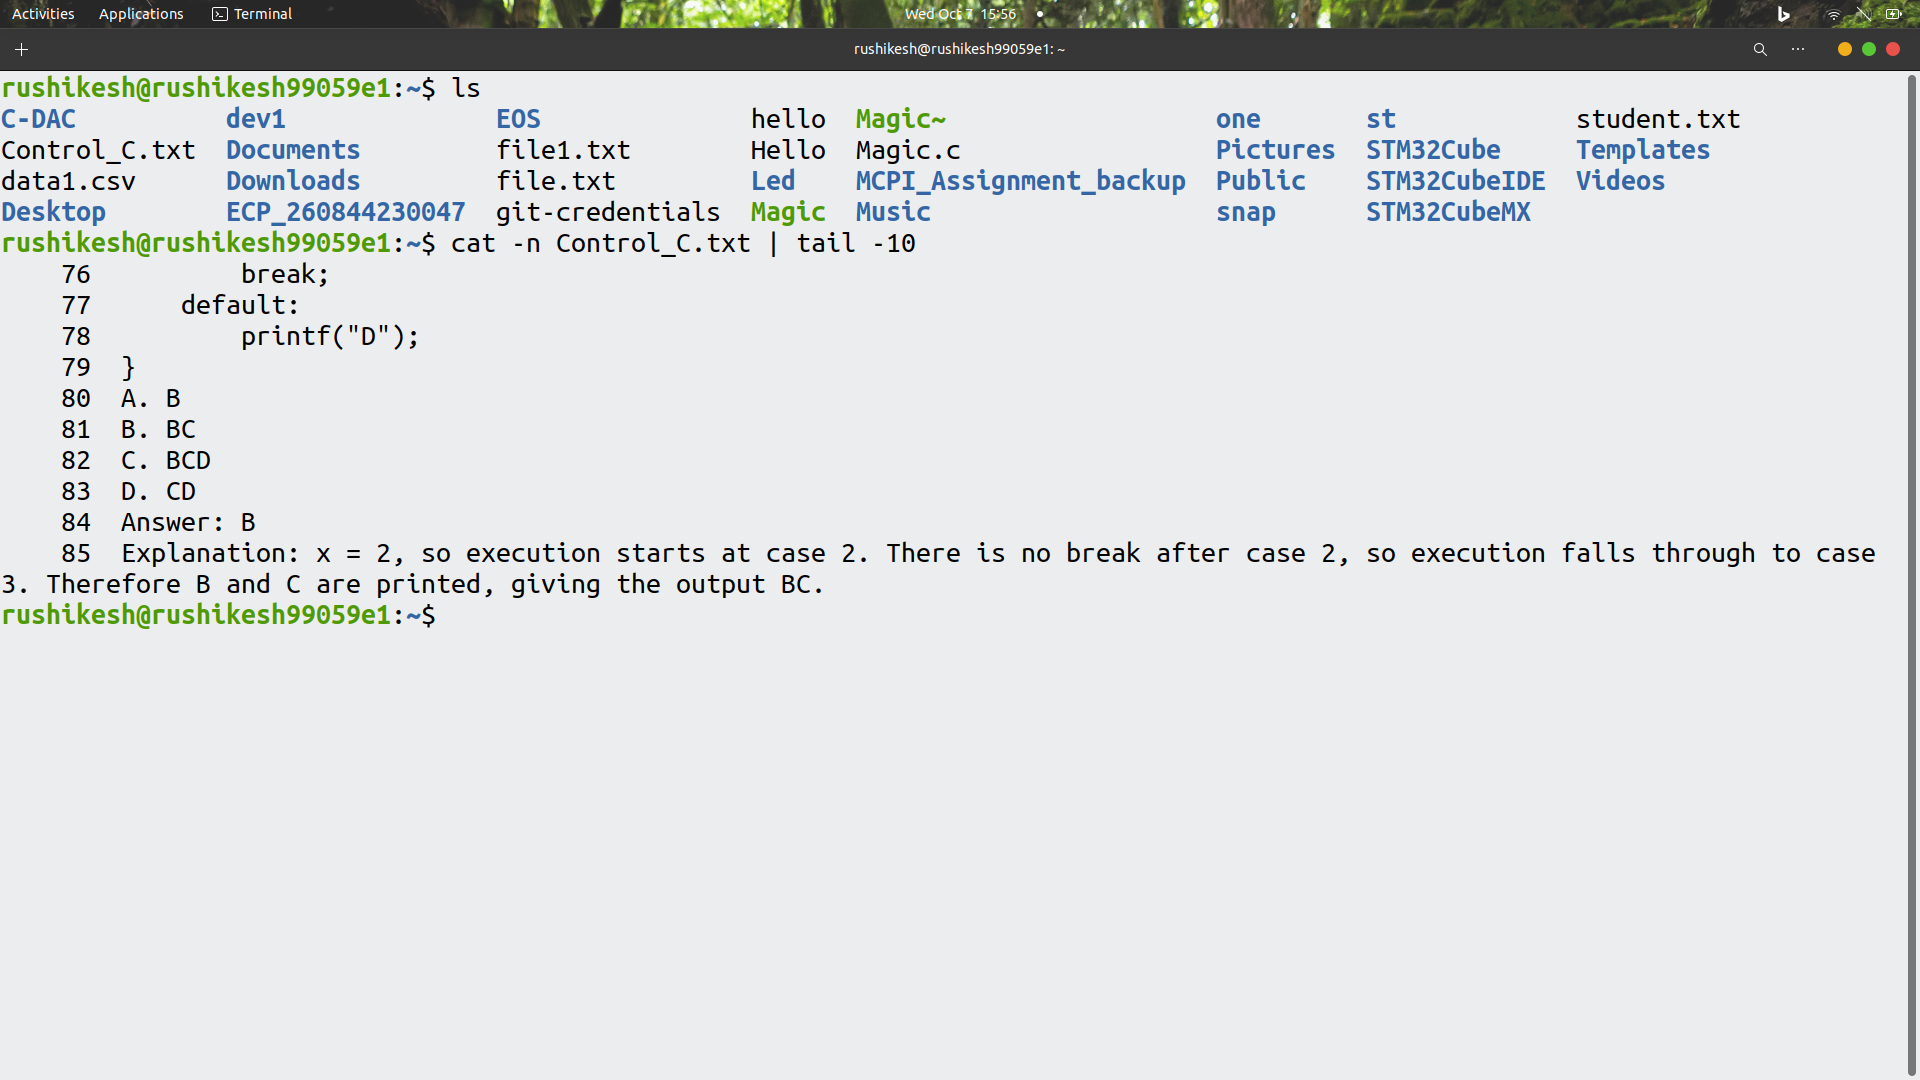 Activities Applications Terminal Wed Oct 7 15:56
rushikesh@rushikesh99059e1: ~
rushikesh@rushikesh99059e1:~$ ls
C-DAC dev1 EOS hello Magic~ one st student.txt
Control_C.txt Documents file1.txt Hello Magic.c Pictures STM32Cube Templates
data1.csv Downloads file.txt Led MCPI_Assignment_backup Public STM32CubeIDE Videos
Desktop ECP_260844230047 git-credentials Magic Music snap STM32CubeMX
rushikesh@rushikesh99059e1:~$ cat -n Control_C.txt | tail -10
76 break;
77 default:
78 printf("D");
79 }
80 A. B
81 B. BC
82 C. BCD
83 D. CD
84 Answer: B
85 Explanation: x = 2, so execution starts at case 2. There is no break after case 2, so execution falls through to case
3. Therefore B and C are printed, giving the output BC.
rushikesh@rushikesh99059e1:~$